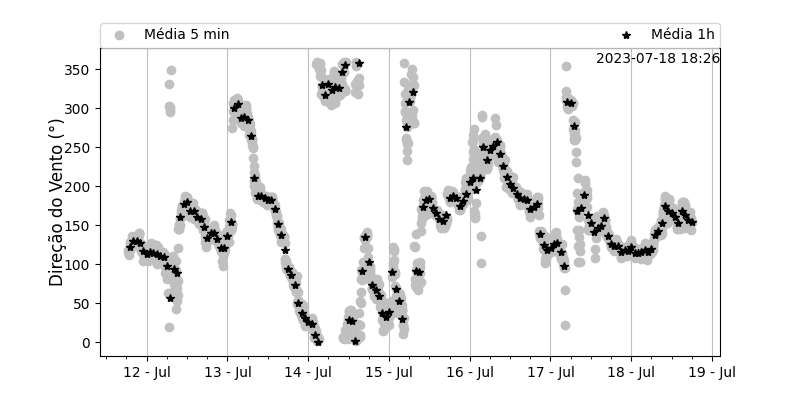 Média 5 min
Média 1h
2023-07-18 18:26
Direção do Vento (°)
350
300
250
200
150
100
50
0
12 - Jul
13 - Jul
14 - Jul
15 - Jul
16 - Jul
17 - Jul
18 - Jul
19 - Jul